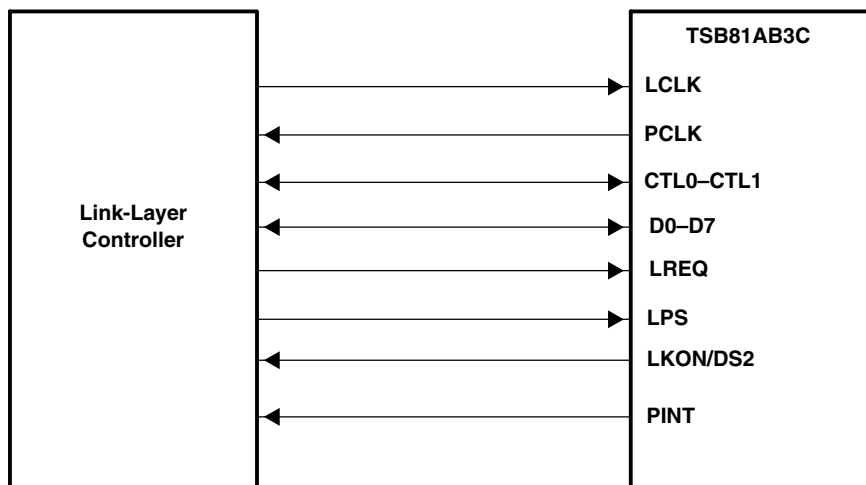 TSB81AB3C
LCLK
PCLK
CTL0–CTL1
Link-Layer
Controller
D0–D7
LREQ
LPS
LKON/DS2
PINT